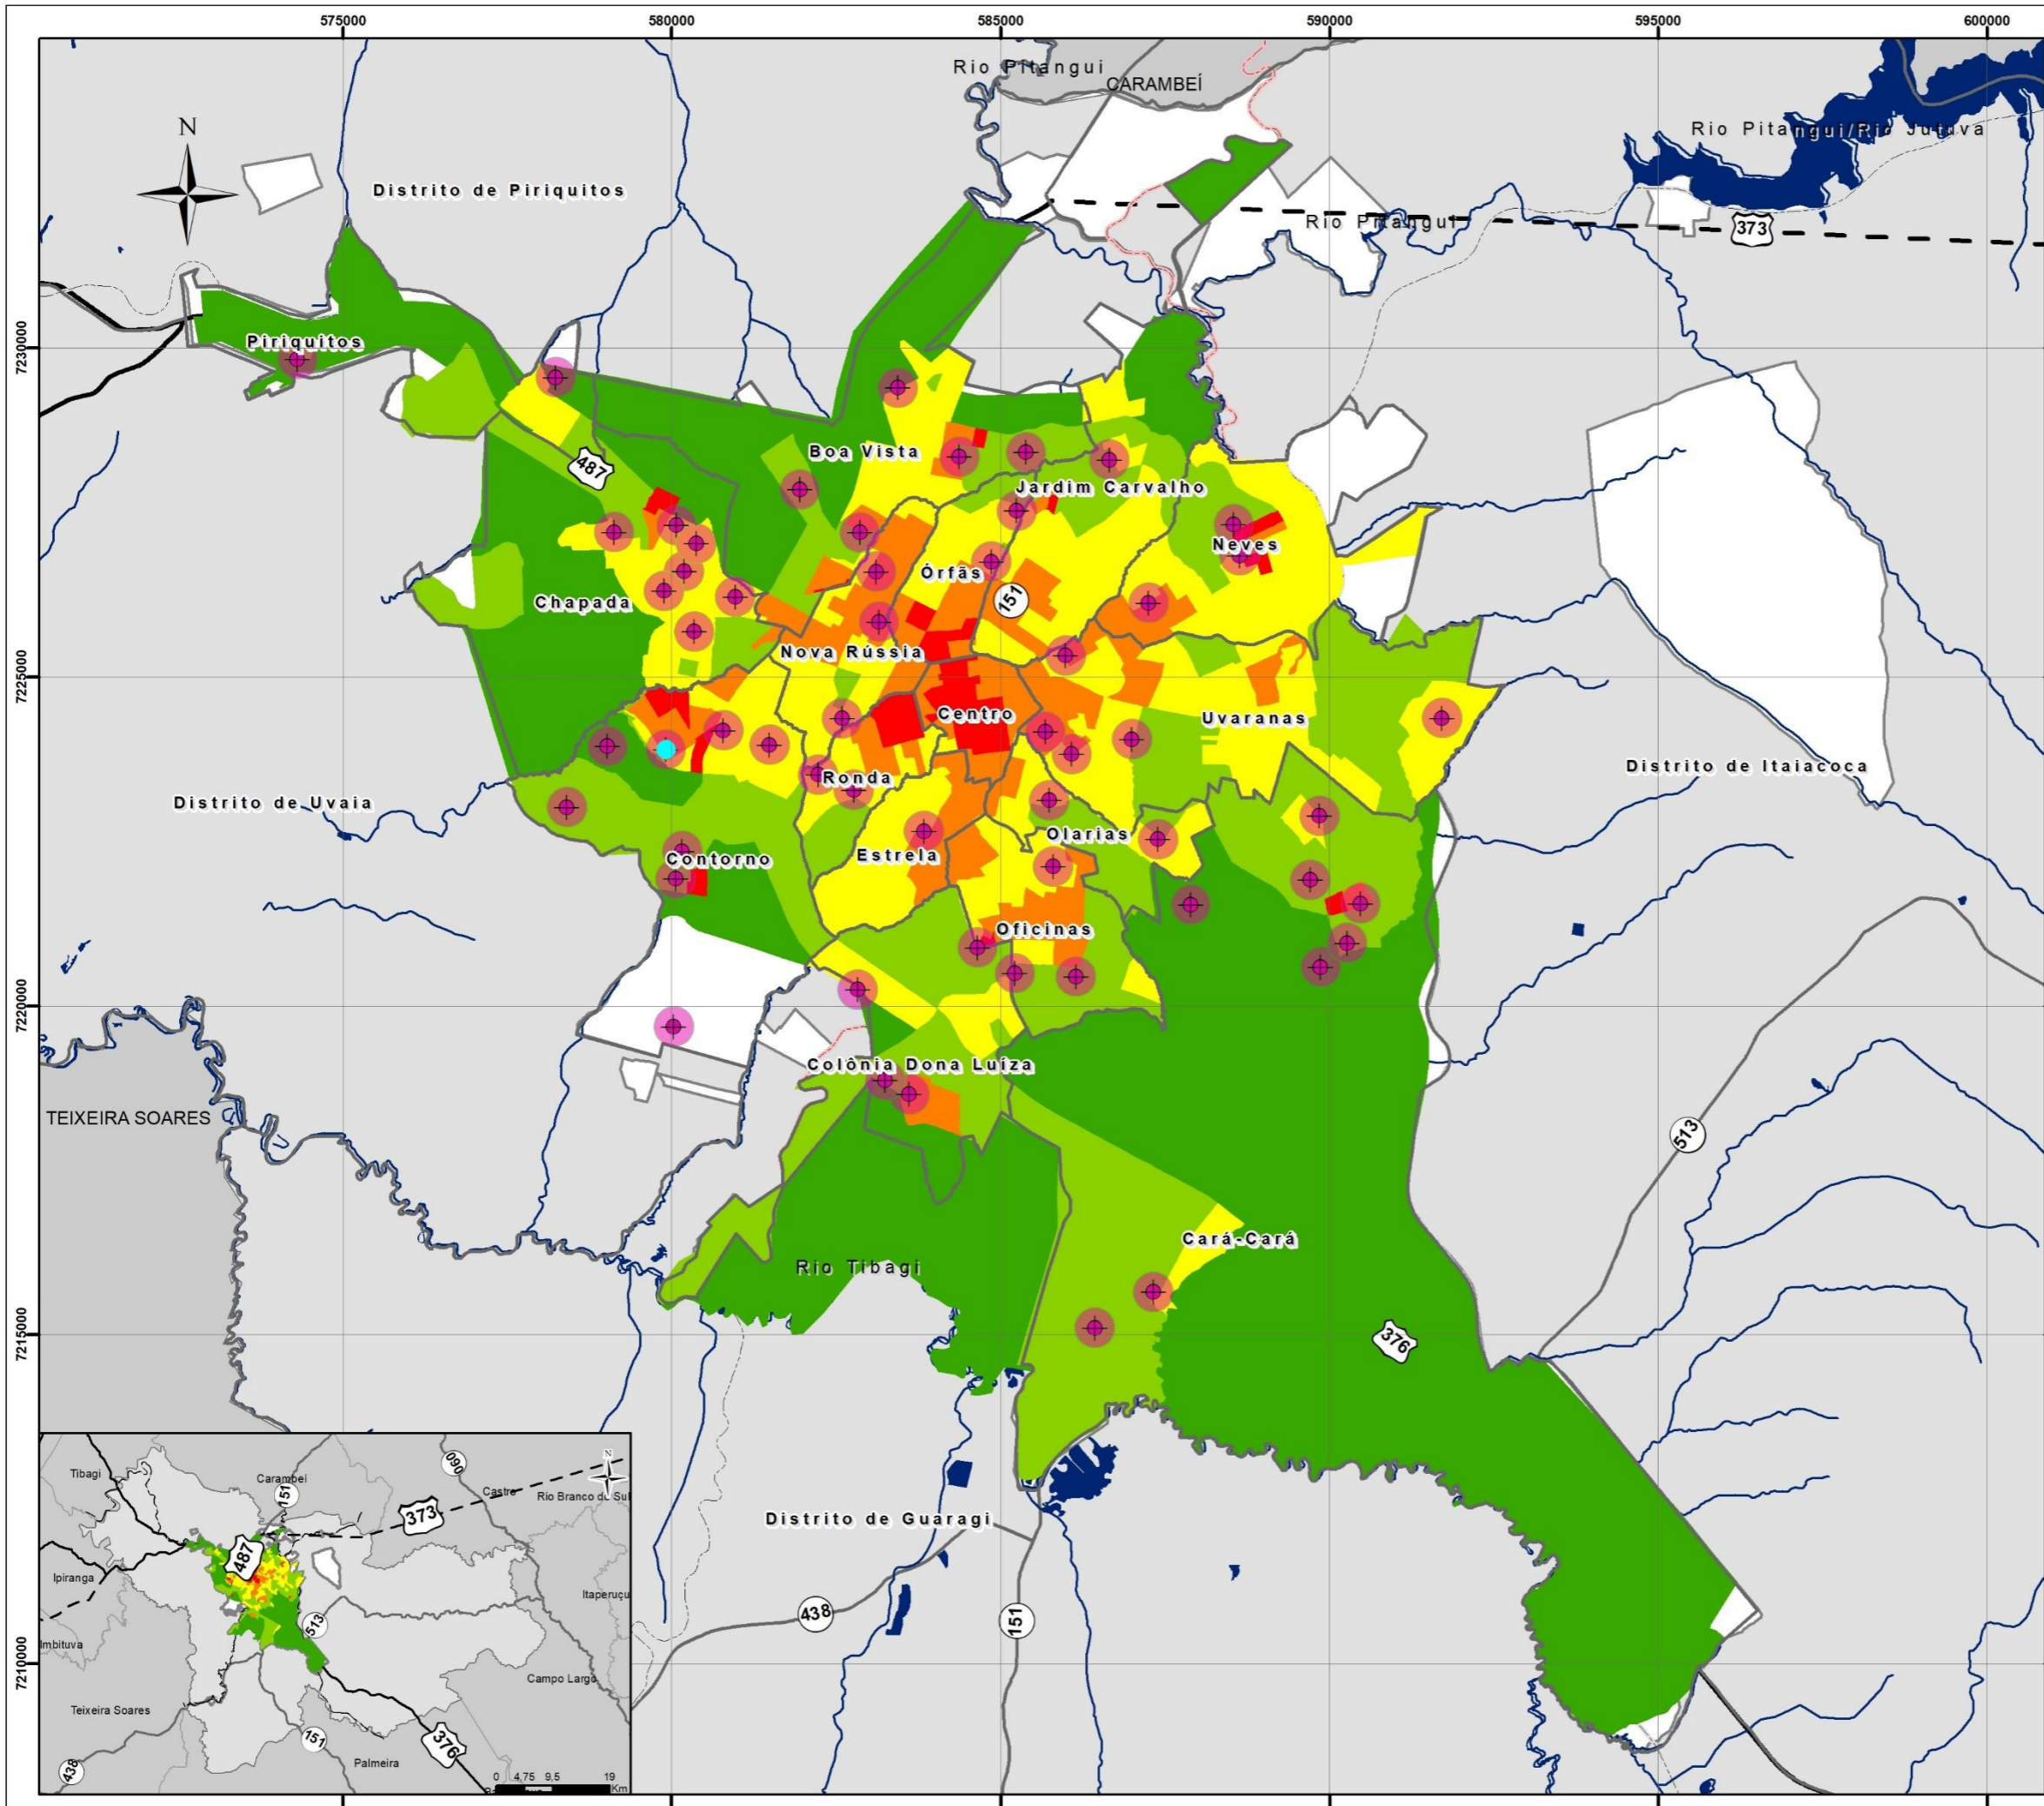 575000
580000
585000
590000
595000
600000
Rio Pitangui
CARAMBEÍ
N
Rio Pitangui/Rio Jutuva
Distrito de Piriquitos
Rio Pitangui
373
Piriquitos
7230000
Boa Vista
487
Jardim Carvalho
Neves
Órfãs
151
Chapada
Nova Rússia
7225000
Centro
Uvaranas
Distrito de Itaiacoca
Ronda
Distrito de Uvaia
Olarias
Estrela
Contorno
Oficinas
7220000
Colônia Dona Luíza
TEIXEIRA SOARES
513
Cará-Cará
Rio Tibagi
7215000
376
Distrito de Guaragi
438
151
7210000
N
090
Tibagi
Carambeí
151
Castro
Rio Branco do Sul
373
487
Ipiranga
Itaperuçu
513
Imbituva
Campo Largo
Teixeira Soares
151
376
Palmeira
438
0 4,75 9,5 19
Km